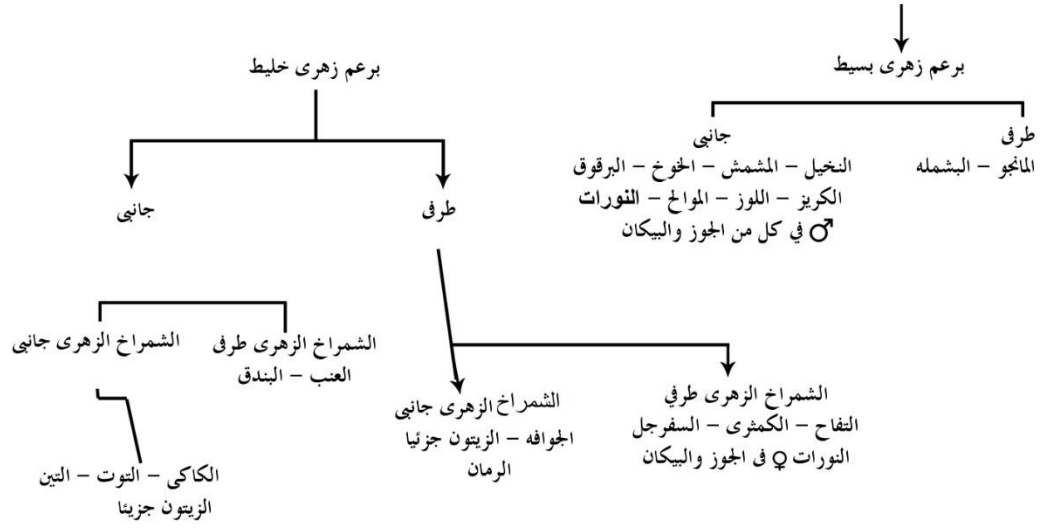 برعم زهرى بسيط
طرفى
المانجو – البشمله
جانبى
النخيل – المشمش – الخوخ – البرقوق
الكريز – اللوز – الموالح – النورات
♂ في كل من الجوز والبيكان
برعم زهرى خليط
طرفى
جانبى
الشمراخ الزهرى طرفي
التفاح – الكمثرى – السفرجل
النورات ♀ فى الجوز والبيكان
الشمراخ الزهرى جانبى
الجوافه – الزيتون جزئيا
الرمان
الشمراخ الزهرى طرفى
العنب – البندق
الشمراخ الزهرى جانبى
الكاكى – التوت – التين
الزيتون جزيئا